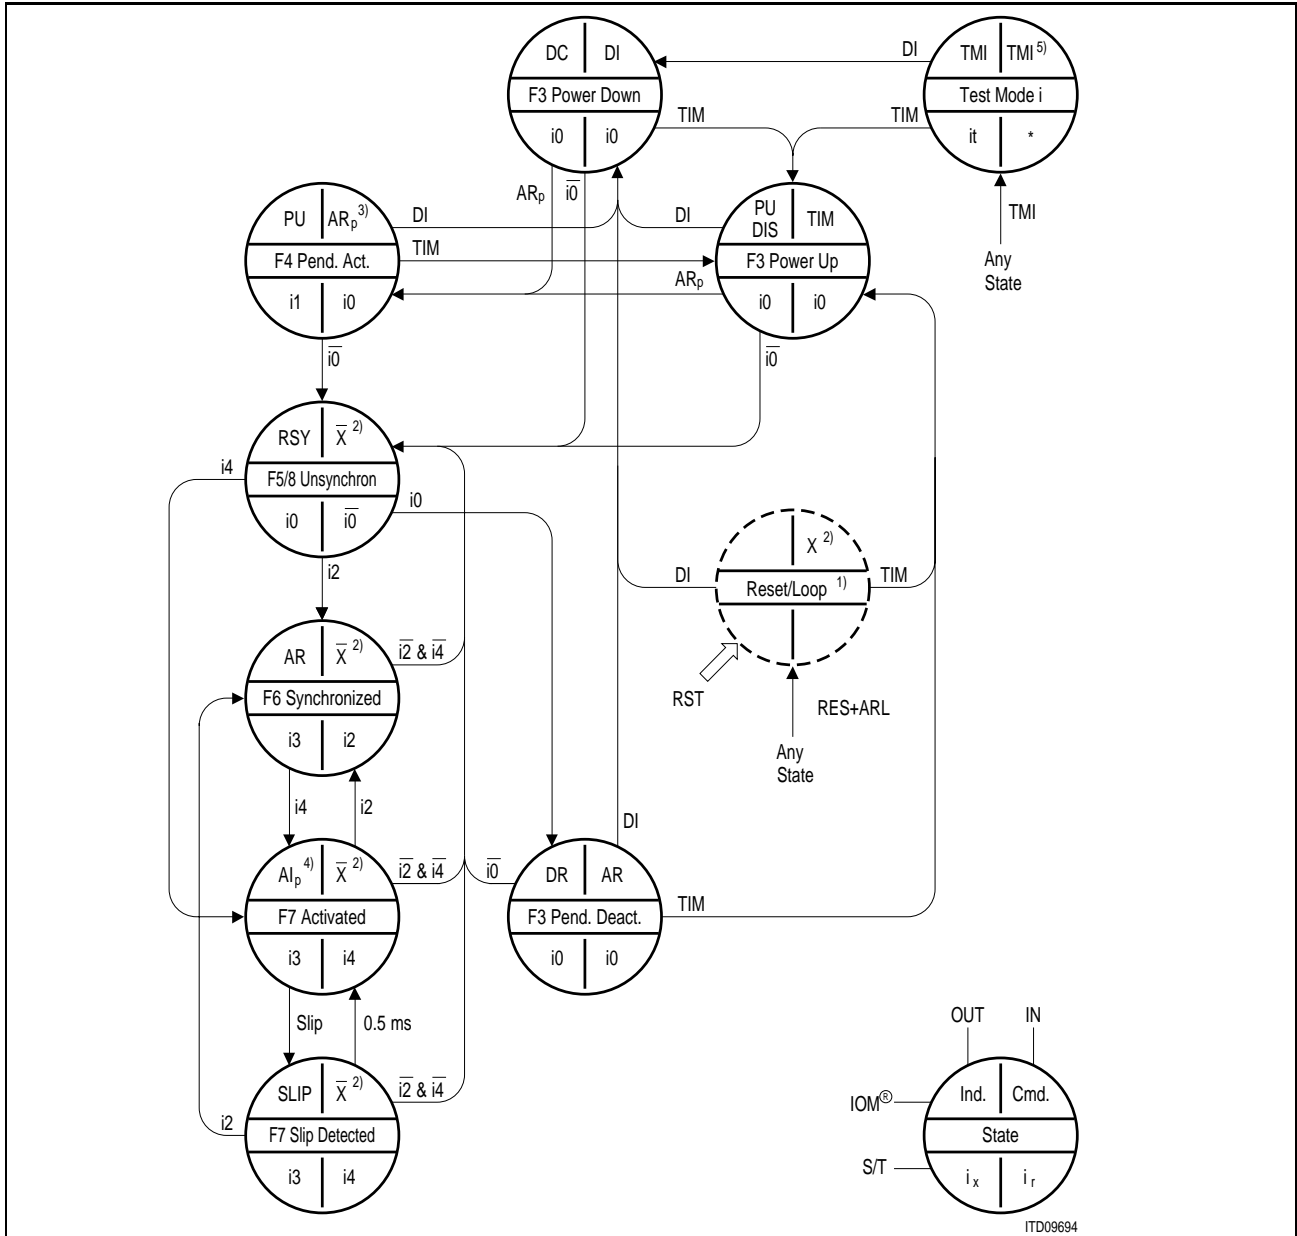 DC DI
F3 Power Down
i0 i0
DI
TMI TMI 5)
Test Mode i
it *
TIM
TIM
TMI
Any
State
ARp
i0̅
PU ARp 3)
F4 Pend. Act.
i1 i0
DI
TIM
DI
ARp
PU
DIS TIM
F3 Power Up
i0 i0
i0̅
i0̅
RSY X̅ 2)
F5/8 Unsynchron
i0 i0̅
i4
i0
i2
X 2)
Reset/Loop 1)
DI
TIM
RST
RES+ARL
Any
State
AR X̅ 2)
F6 Synchronized
i3 i2
i2̅ & i4̅
i4
i2
DI
AIp 4) X̅ 2)
F7 Activated
i3 i4
i2̅ & i4̅
i0̅
DR AR
F3 Pend. Deact.
i0 i0
TIM
Slip
0.5 ms
SLIP X̅ 2)
F7 Slip Detected
i3 i4
i2̅ & i4̅
i2
OUT IN
IOM®
Ind. Cmd.
State
S/T
ix ir
ITD09694